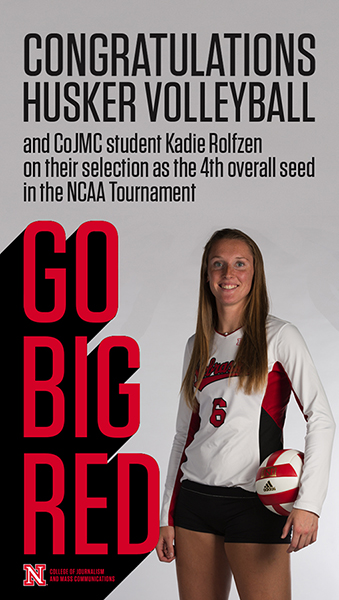 CONGRATULATIONS
HUSKER VOLLEYBALL
and CoJMC student Kadie Rolfzen
on their selection as the 4th overall seed
in the NCAA Tournament
GO
BIG
RED
6
adidas
N
COLLEGE OF JOURNALISM
AND MASS COMMUNICATIONS